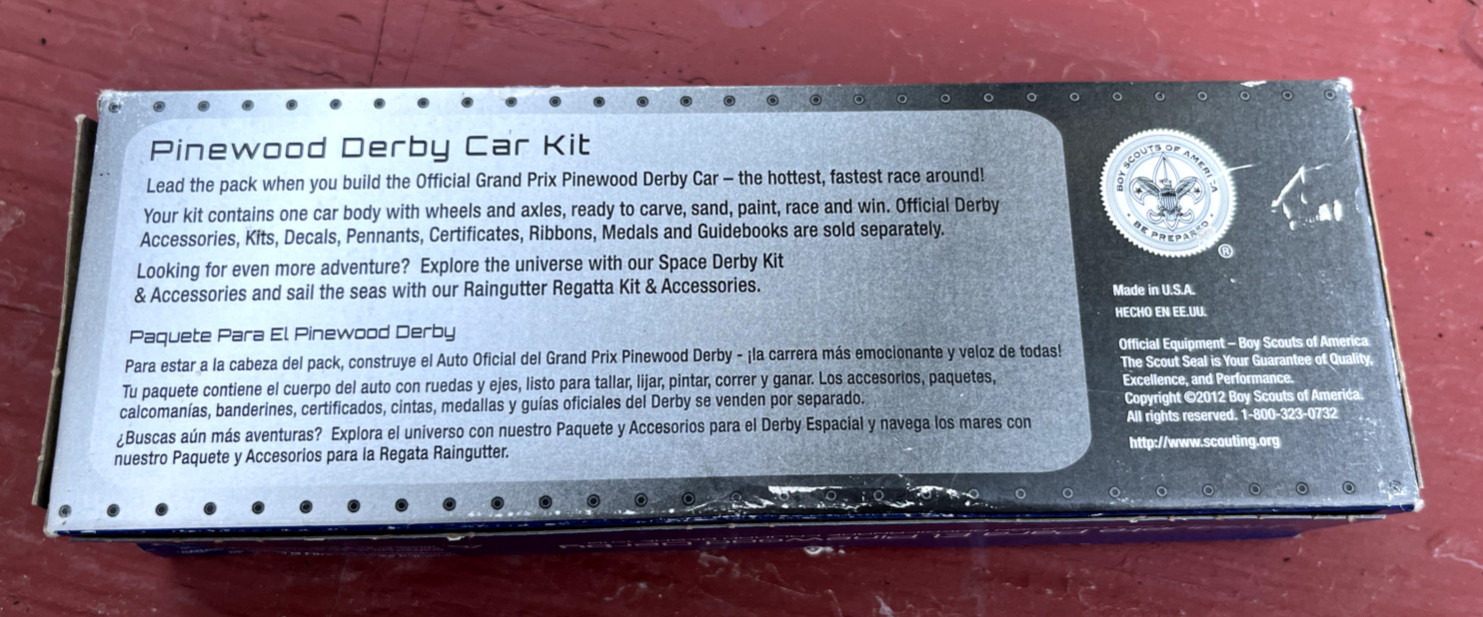 Pinewood Derby Car Kit
Lead the pack when you build the Official Grand Prix Pinewood Derby Car – the hottest, fastest race around!
Your kit contains one car body with wheels and axles, ready to carve, sand, paint, race and win. Official Derby
Accessories, Kits, Decals, Pennants, Certificates, Ribbons, Medals and Guidebooks are sold separately.
Looking for even more adventure? Explore the universe with our Space Derby Kit
& Accessories and sail the seas with our Raingutter Regatta Kit & Accessories.
Paquete Para El Pinewood Derby
Para estar a la cabeza del pack, construye el Auto Oficial del Grand Prix Pinewood Derby - ¡la carrera más emocionante y veloz de todas!
Tu paquete contiene el cuerpo del auto con ruedas y ejes, listo para tallar, lijar, pintar, correr y ganar. Los accesorios, paquetes,
calcomanías, banderines, certificados, cintas, medallas y guías oficiales del Derby se venden por separado.
¿Buscas aún más aventuras? Explora el universo con nuestro Paquete y Accesorios para el Derby Espacial y navega los mares con
nuestro Paquete y Accesorios para la Regata Raingutter.
BOY SCOUTS OF AMERICA
BE PREPARED
®
Made in U.S.A.
HECHO EN EE.UU.
Official Equipment – Boy Scouts of America
The Scout Seal is Your Guarantee of Quality,
Excellence, and Performance.
Copyright ©2012 Boy Scouts of America.
All rights reserved. 1-800-323-0732
http://www.scouting.org